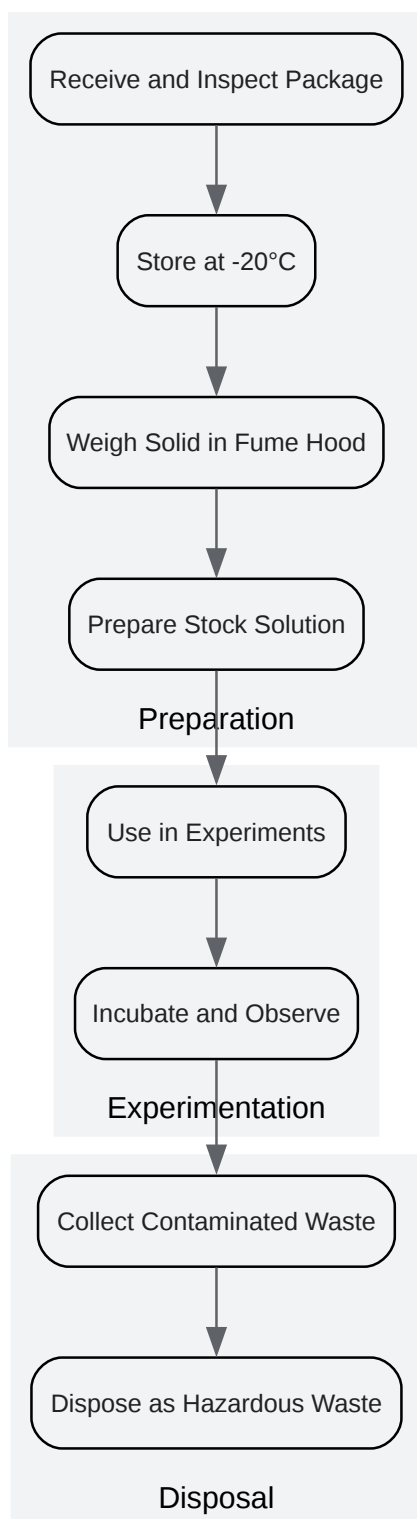 Receive and Inspect Package
Store at -20°C
Weigh Solid in Fume Hood
Prepare Stock Solution
Preparation
Use in Experiments
Incubate and Observe
Experimentation
Collect Contaminated Waste
Dispose as Hazardous Waste
Disposal